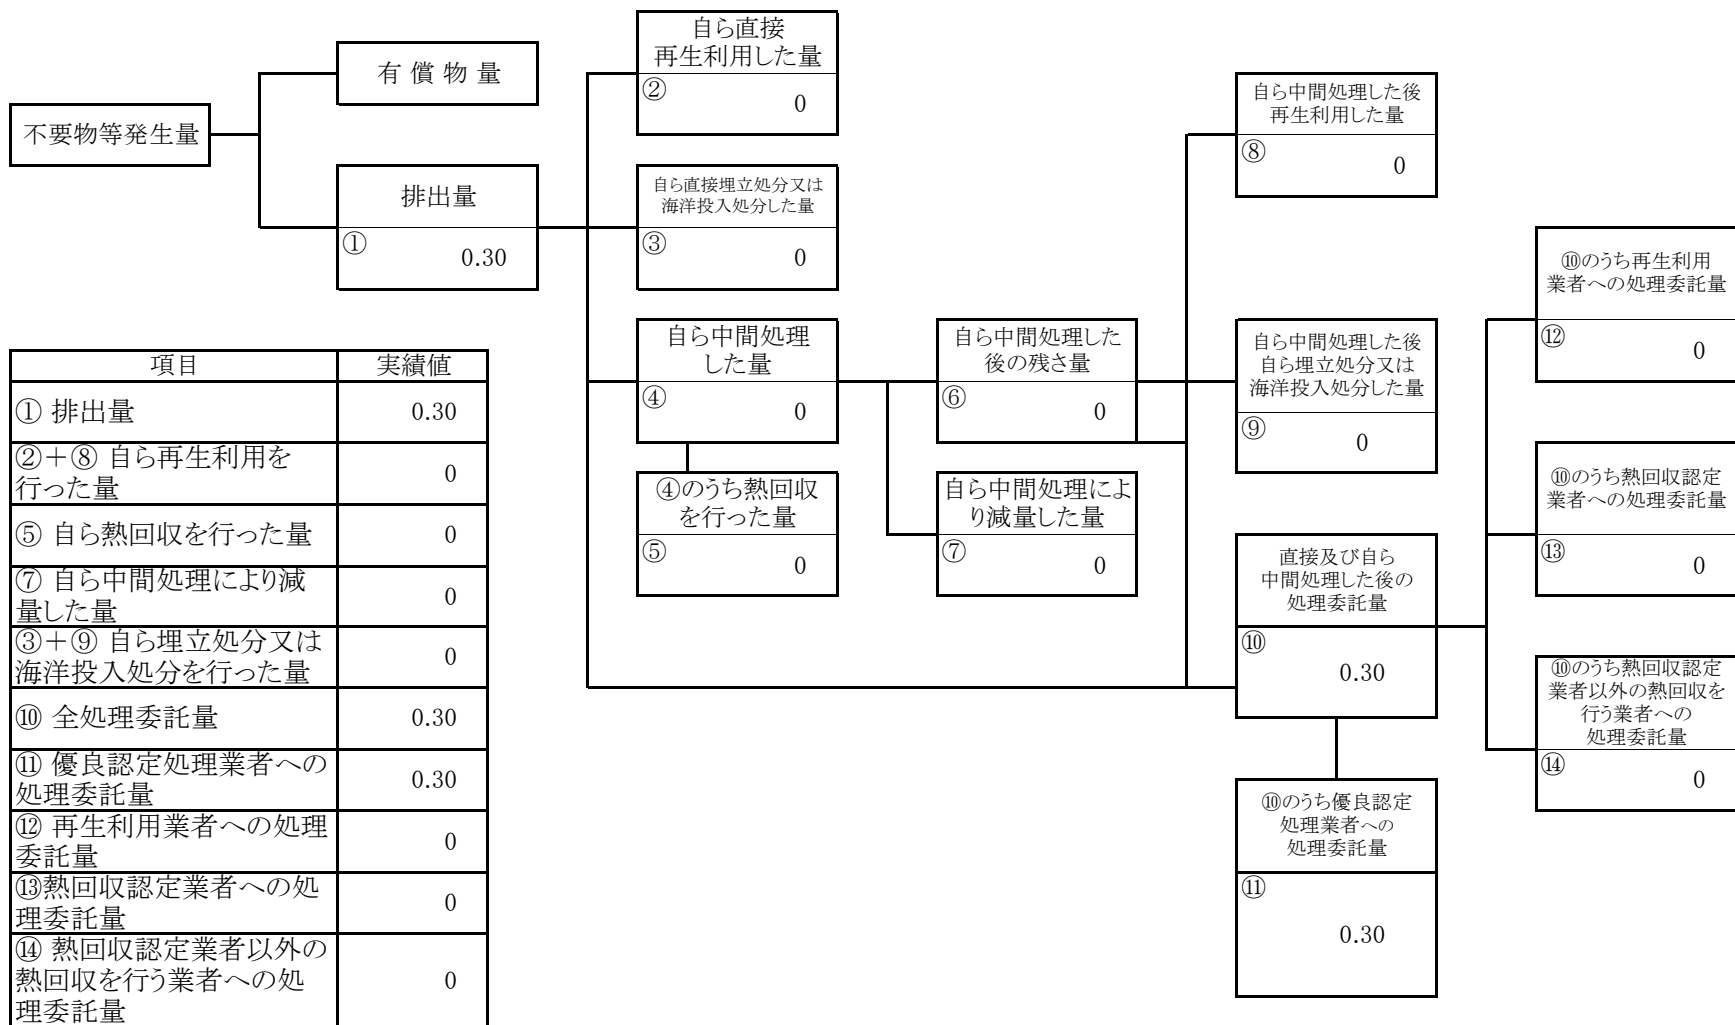 不要物等発生量
有 償 物 量
排出量
①
0.30
自ら直接
再生利用した量
②
0
自ら直接埋立処分又は
海洋投入処分した量
③
0
自ら中間処理
した量
④
0
④のうち熱回収
を行った量
⑤
0
自ら中間処理した
後の残さ量
⑥
0
自ら中間処理によ
り減量した量
⑦
0
自ら中間処理した後
再生利用した量
⑧
0
自ら中間処理した後
自ら埋立処分又は
海洋投入処分した量
⑨
0
直接及び自ら
中間処理した後の
処理委託量
⑩
0.30
⑩のうち優良認定
処理業者への
処理委託量
⑪
0.30
⑩のうち再生利用
業者への処理委託量
⑫
0
⑩のうち熱回収認定
業者への処理委託量
⑬
0
⑩のうち熱回収認定
業者以外の熱回収を
行う業者への
処理委託量
⑭
0
項目 実績値
① 排出量 0.30
②+⑧ 自ら再生利用を
行った量 0
⑤ 自ら熱回収を行った量 0
⑦ 自ら中間処理により減
量した量 0
③+⑨ 自ら埋立処分又は
海洋投入処分を行った量 0
⑩ 全処理委託量 0.30
⑪ 優良認定処理業者への
処理委託量 0.30
⑫ 再生利用業者への処理
委託量 0
⑬熱回収認定業者への処
理委託量 0
⑭ 熱回収認定業者以外の
熱回収を行う業者への処
理委託量 0